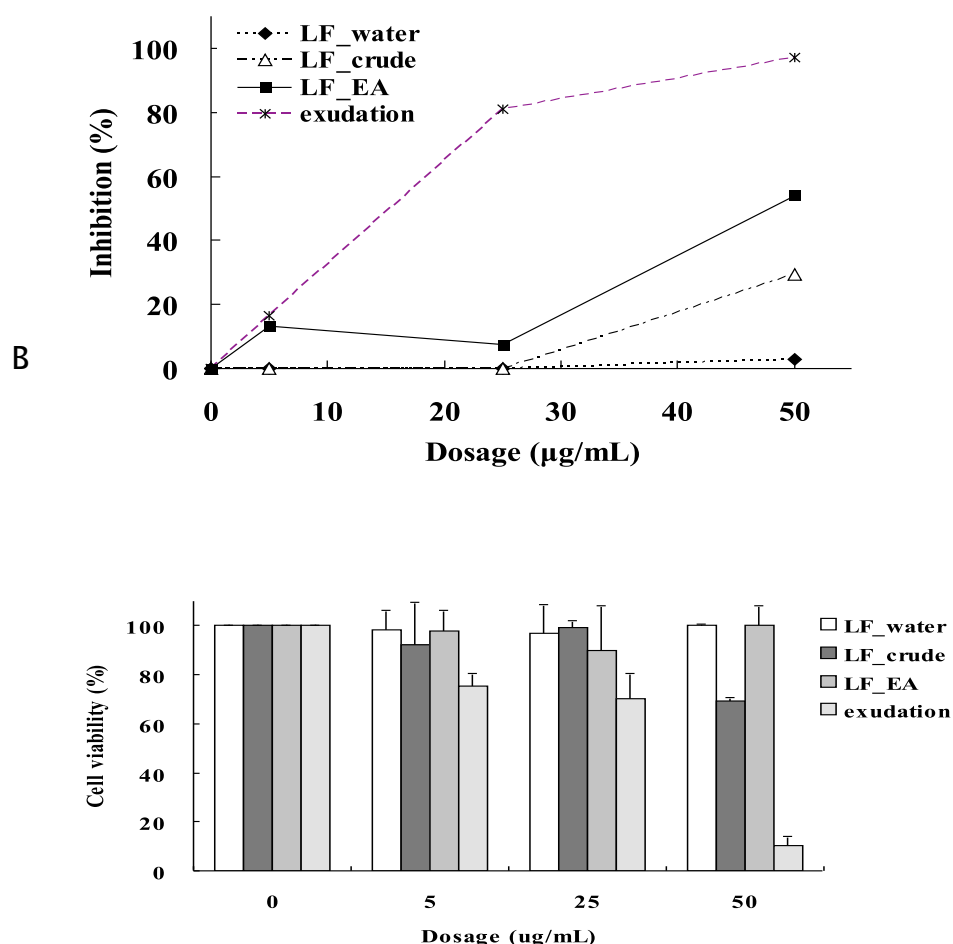 LF_water
LF_crude
LF_EA
exudation
100
80
60
40
20
0
Inhibition (%)
B
0 10 20 30 40 50
Dosage (μg/mL)
100
80
60
40
20
0
Cell viability (%)
LF_water
LF_crude
LF_EA
exudation
0 5 25 50
Dosage (ug/mL)